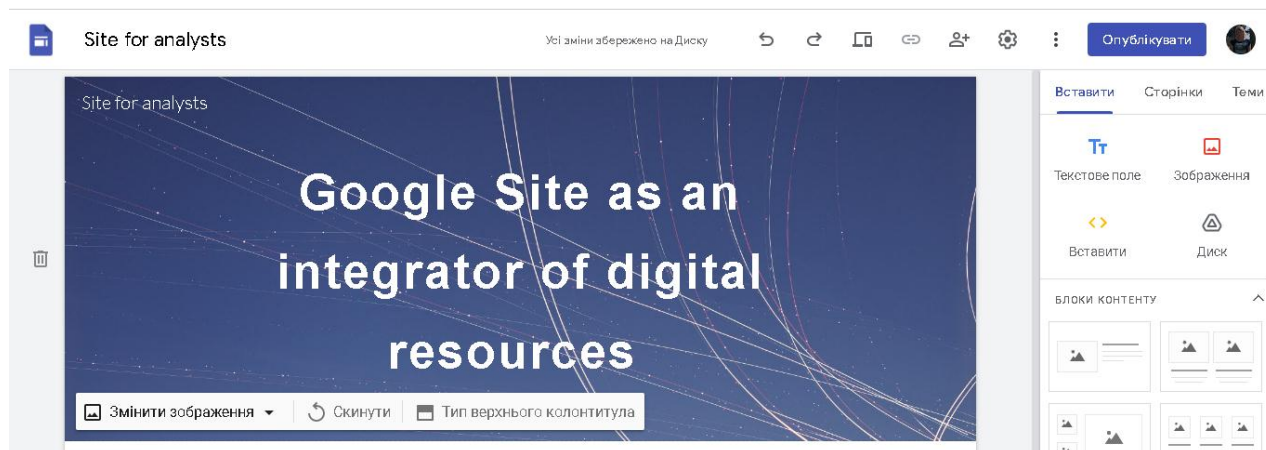 Site for analysts
Усі зміни збережено на Диску
Опублікувати
Site for analysts
Google Site as an
integrator of digital
resources
Змінити зображення
Скинути
Тип верхнього колонтитула
Вставити Сторінки Теми
Тт
Текстове поле Зображення
Вставити Диск
БЛОКИ КОНТЕНТУ